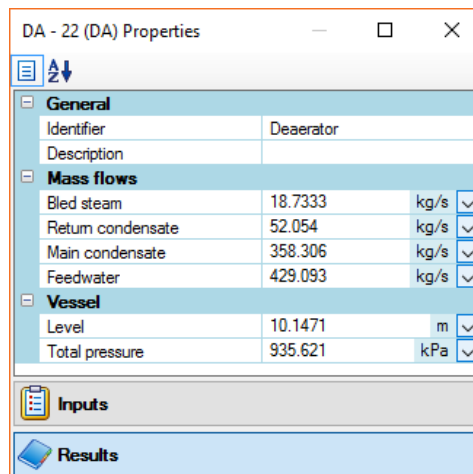 DA - 22 (DA) Properties
A Z
General
Identifier Deaerator
Description
Mass flows
Bled steam 18.7333 kg/s
Return condensate 52.054 kg/s
Main condensate 358.306 kg/s
Feedwater 429.093 kg/s
Vessel
Level 10.1471 m
Total pressure 935.621 kPa
Inputs
Results